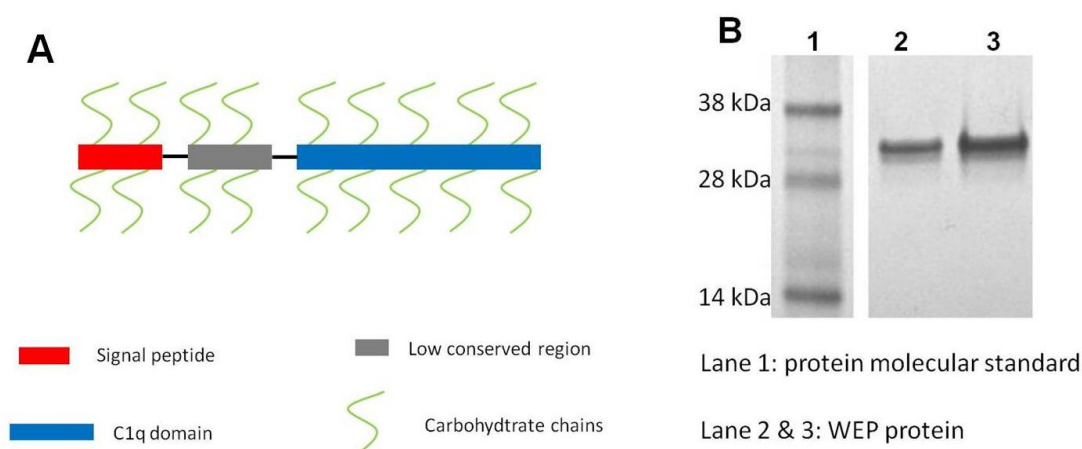 A
Signal peptide
Low conserved region
C1q domain
Carbohydtrate chains
B
1 2 3
38 kDa
28 kDa
14 kDa
Lane 1: protein molecular standard
Lane 2 & 3: WEP protein